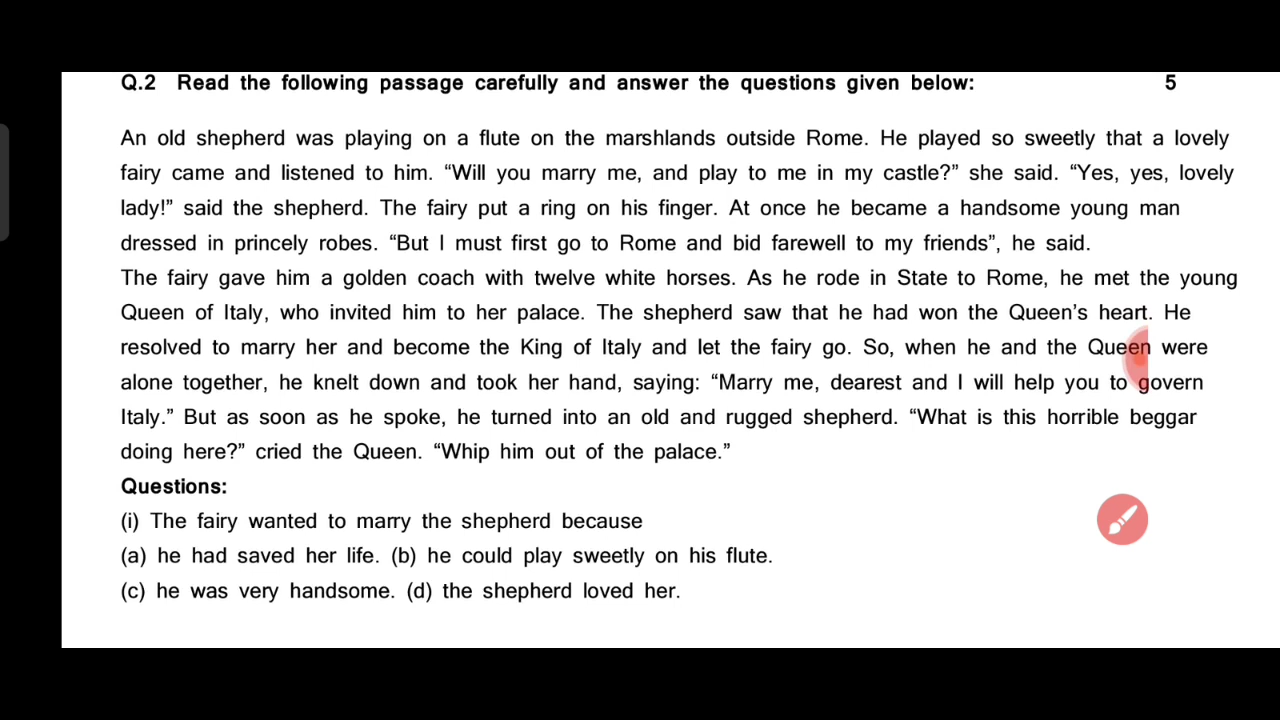 Q.2 Read the following passage carefully and answer the questions given below: 5
An old shepherd was playing on a flute on the marshlands outside Rome. He played so sweetly that a lovely
fairy came and listened to him. “Will you marry me, and play to me in my castle?” she said. “Yes, yes, lovely
lady!” said the shepherd. The fairy put a ring on his finger. At once he became a handsome young man
dressed in princely robes. “But I must first go to Rome and bid farewell to my friends”, he said.
The fairy gave him a golden coach with twelve white horses. As he rode in State to Rome, he met the young
Queen of Italy, who invited him to her palace. The shepherd saw that he had won the Queen’s heart. He
resolved to marry her and become the King of Italy and let the fairy go. So, when he and the Queen were
alone together, he knelt down and took her hand, saying: “Marry me, dearest and I will help you to govern
Italy.” But as soon as he spoke, he turned into an old and rugged shepherd. “What is this horrible beggar
doing here?” cried the Queen. “Whip him out of the palace.”
Questions:
(i) The fairy wanted to marry the shepherd because
(a) he had saved her life. (b) he could play sweetly on his flute.
(c) he was very handsome. (d) the shepherd loved her.